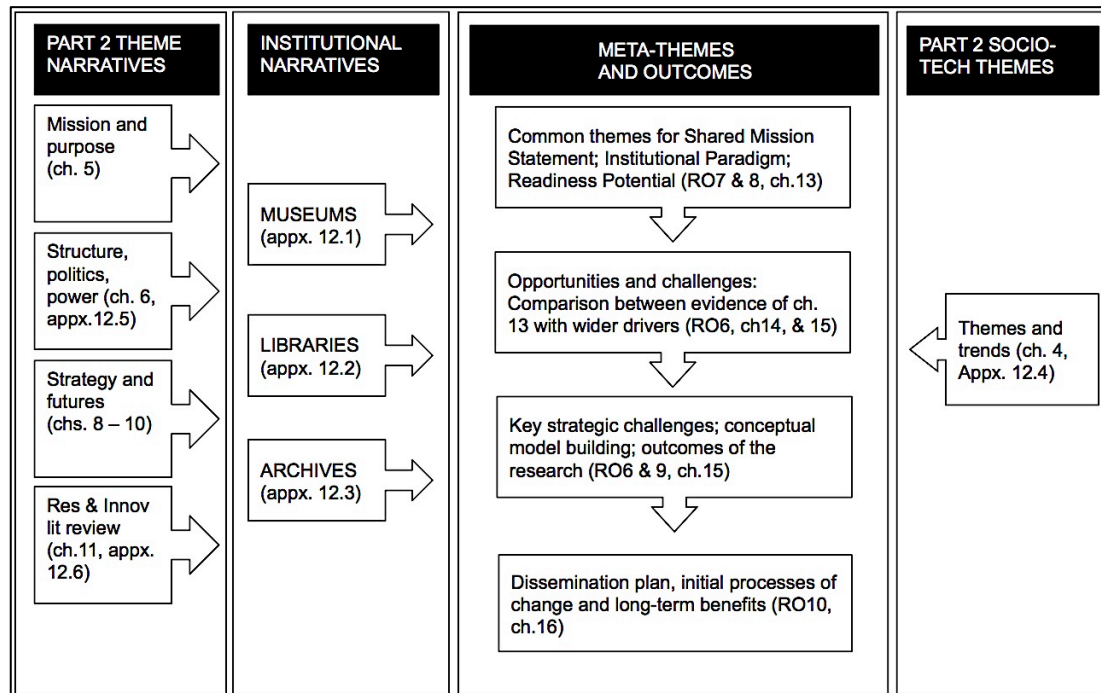 PART 2 THEME
NARRATIVES
Mission and
purpose
(ch. 5)
Structure,
politics,
power (ch. 6,
appx.12.5)
Strategy and
futures
(chs. 8 – 10)
Res & Innov
lit review
(ch.11, appx.
12.6)
INSTITUTIONAL
NARRATIVES
MUSEUMS
(appx. 12.1)
LIBRARIES
(appx. 12.2)
ARCHIVES
(appx. 12.3)
META-THEMES
AND OUTCOMES
Common themes for Shared Mission
Statement; Institutional Paradigm;
Readiness Potential (RO7 & 8, ch.13)
Opportunities and challenges:
Comparison between evidence of ch.
13 with wider drivers (RO6, ch14, & 15)
Key strategic challenges; conceptual
model building; outcomes of the
research (RO6 & 9, ch.15)
Dissemination plan, initial processes of
change and long-term benefits (RO10,
ch.16)
PART 2 SOCIO-
TECH THEMES
Themes and
trends (ch. 4,
Appx. 12.4)